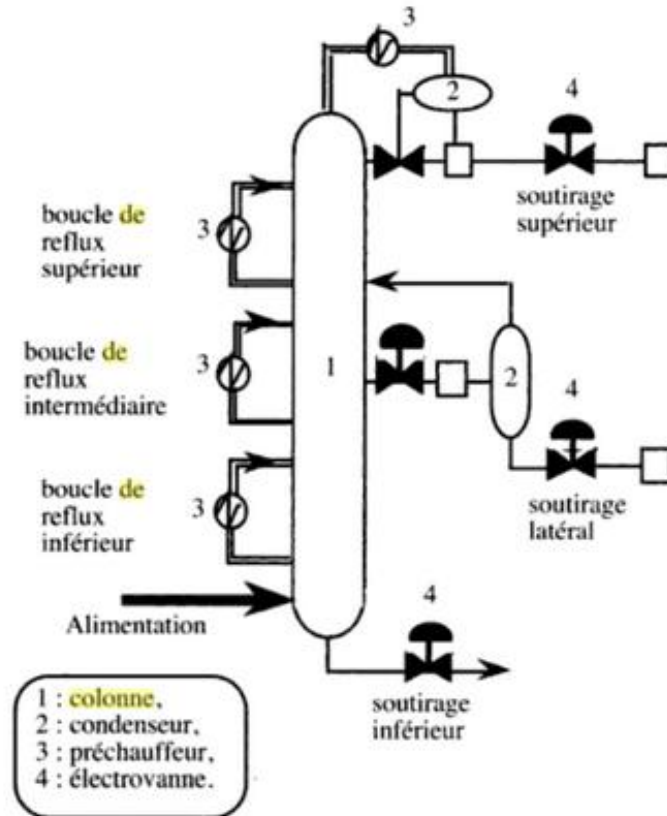 3
2
4
soutirage
supérieur
boucle de
reflux
supérieur
3
boucle de
reflux
intermédiaire
3
1
2
4
soutirage
latéral
boucle de
reflux
inférieur
3
Alimentation
4
soutirage
inférieur
1 : colonne,
2 : condenseur,
3 : préchauffeur,
4 : électrovanne.